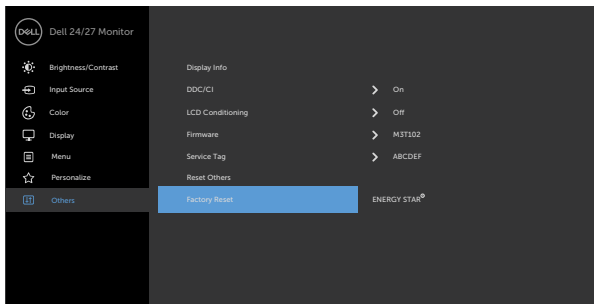 DELL Dell 24/27 Monitor
Brightness/Contrast Display Info
Input Source DDC/CI On
Color LCD Conditioning Off
Display Firmware M3T102
Menu Service Tag ABCDEF
Personalize Reset Others
Others Factory Reset ENERGY STAR®